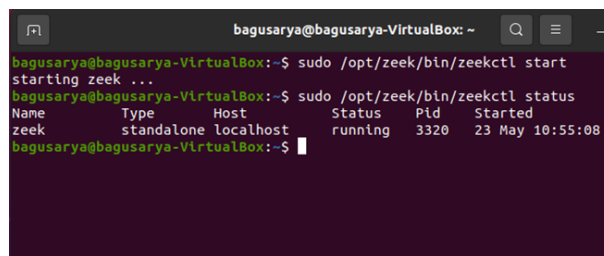 bagusarya@bagusarya-VirtualBox: ~
bagusarya@bagusarya-VirtualBox:~$ sudo /opt/zeek/bin/zeekctl start
starting zeek ...
bagusarya@bagusarya-VirtualBox:~$ sudo /opt/zeek/bin/zeekctl status
Name Type Host Status Pid Started
zeek standalone localhost running 3320 23 May 10:55:08
bagusarya@bagusarya-VirtualBox:~$